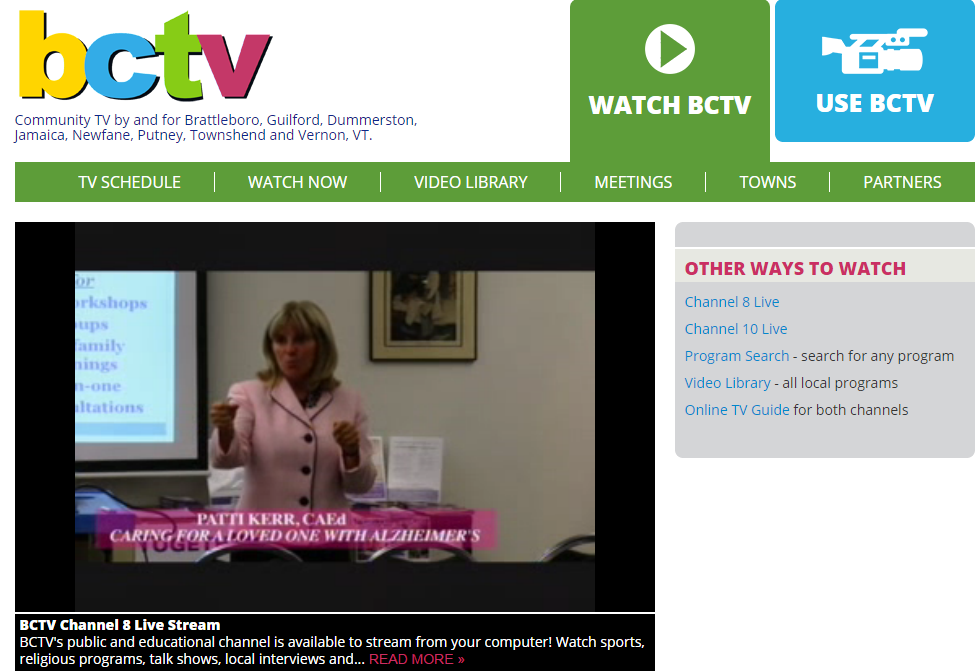 bctv
Community TV by and for Brattleboro, Guilford, Dummerston,
Jamaica, Newfane, Putney, Townshend and Vernon, VT.
WATCH BCTV
USE BCTV
TV SCHEDULE
WATCH NOW
VIDEO LIBRARY
MEETINGS
TOWNS
PARTNERS
or
rkshops
ups
family
nings
n-one
ltations
PATTI KERR, CAEd
CARING FOR A LOVED ONE WITH ALZHEIMER'S
BCTV Channel 8 Live Stream
BCTV's public and educational channel is available to stream from your computer! Watch sports,
religious programs, talk shows, local interviews and... READ MORE »
OTHER WAYS TO WATCH
Channel 8 Live
Channel 10 Live
Program Search - search for any program
Video Library - all local programs
Online TV Guide for both channels